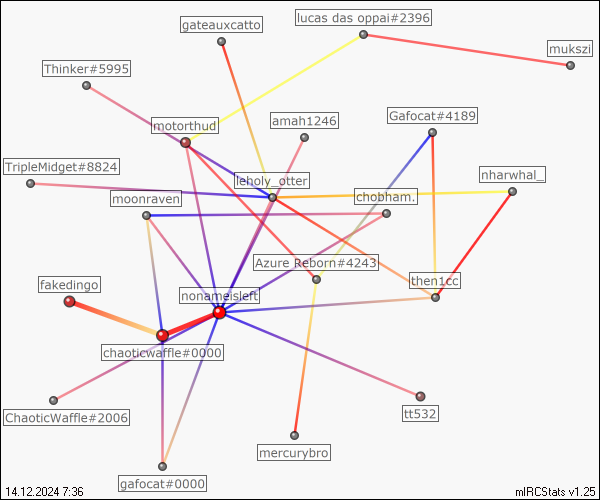 lucas das oppai#2396
gateauxcatto
mukszi
Thinker#5995
Gafocat#4189
amah1246
motorthud
TripleMidget#8824
nharwhal_
leholy_otter
moonraven
chobham.
Azure Reborn#4243
then1cc
fakedingo
nonameisleft
chaoticwaffle#0000
ChaoticWaffle#2006
tt532
mercurybro
gafocat#0000
14.12.2024 7:36
mIRCStats v1.25